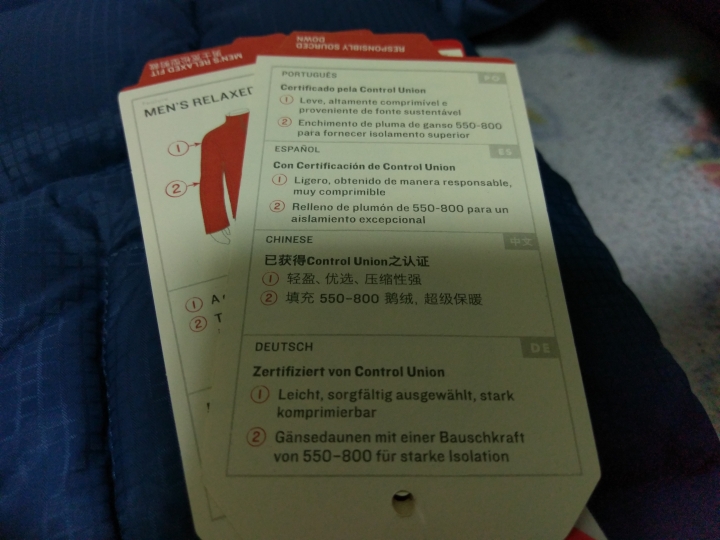 RESPONSIBLY SOURCED
DOWN
MEN'S RELAXED FIT
MEN'S RELAXED
1
2
1
2
PORTUGUÊS
PO
Certificado pela Control Union
1 Leve, altamente comprimível e
proveniente de fonte sustentável
2 Enchimento de pluma de ganso 550-800
para fornecer isolamento superior
ESPAÑOL
ES
Con Certificación de Control Union
1 Ligero, obtenido de manera responsable,
muy comprimible
2 Relleno de plumón de 550-800 para un
aislamiento excepcional
CHINESE
中文
已获得Control Union之认证
1 轻盈、优选、压缩性强
2 填充 550-800 鹅绒, 超级保暖
DEUTSCH
DE
Zertifiziert von Control Union
1 Leicht, sorgfältig ausgewählt, stark
komprimierbar
2 Gänsedaunen mit einer Bauschkraft
von 550-800 für starke Isolation